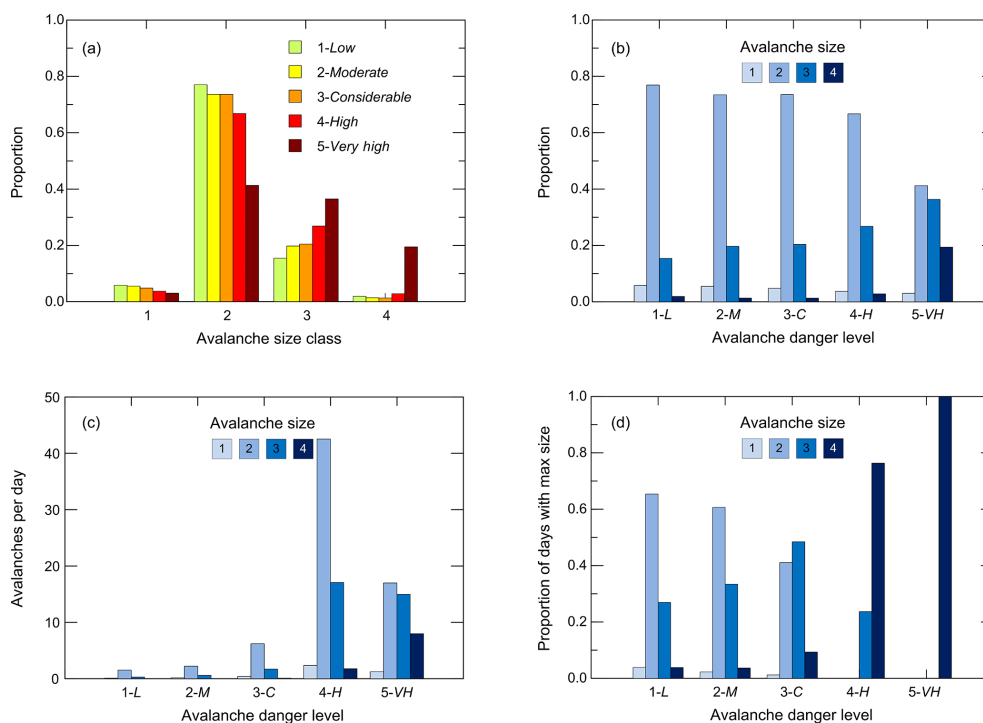 (a)
1-Low
2-Moderate
3-Considerable
4-High
5-Very high
1.0
0.8
0.6
0.4
0.2
0.0
Proportion
1 2 3 4
Avalanche size class
(b)
Avalanche size
1 2 3 4
1.0
0.8
0.6
0.4
0.2
0.0
Proportion
1-L 2-M 3-C 4-H 5-VH
Avalanche danger level
(c)
Avalanche size
1 2 3 4
50
40
30
20
10
0
Avalanches per day
1-L 2-M 3-C 4-H 5-VH
Avalanche danger level
(d)
Avalanche size
1 2 3 4
1.0
0.8
0.6
0.4
0.2
0.0
Proportion of days with max size
1-L 2-M 3-C 4-H 5-VH
Avalanche danger level